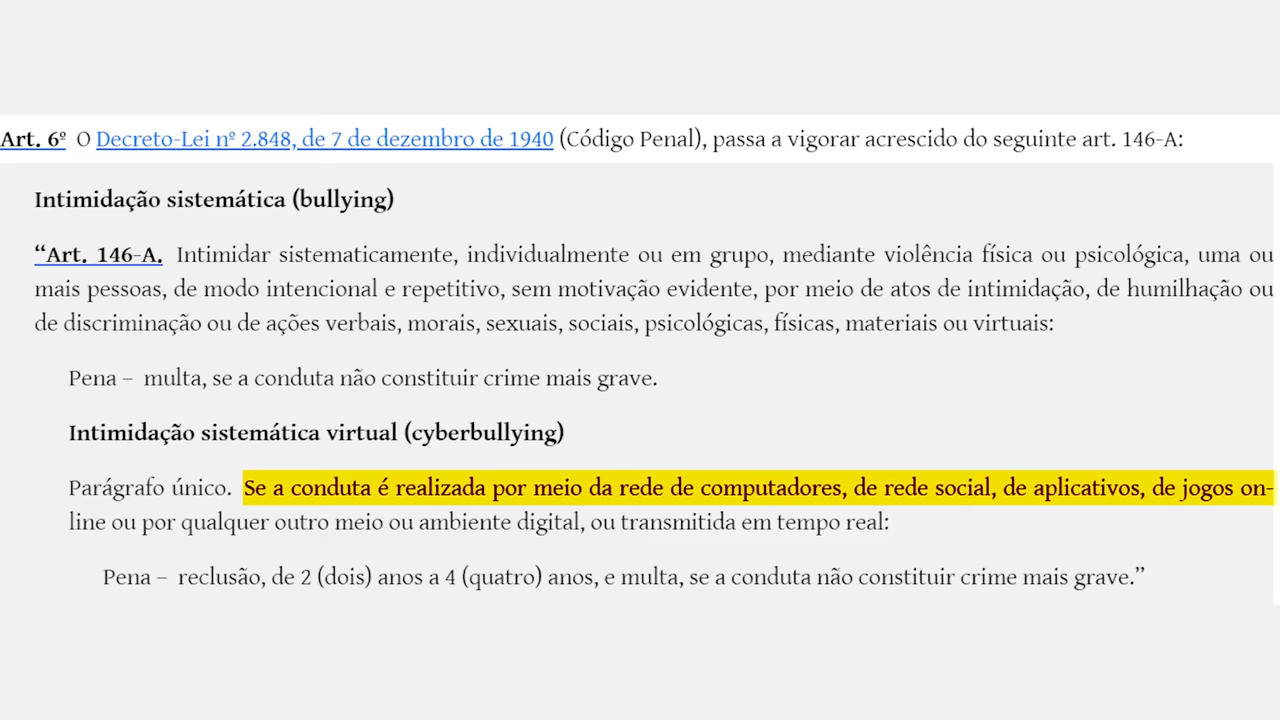 Art. 6º O Decreto-Lei nº 2.848, de 7 de dezembro de 1940 (Código Penal), passa a vigorar acrescido do seguinte art. 146-A:
Intimidação sistemática (bullying)
“Art. 146-A. Intimidar sistematicamente, individualmente ou em grupo, mediante violência física ou psicológica, uma ou
mais pessoas, de modo intencional e repetitivo, sem motivação evidente, por meio de atos de intimidação, de humilhação ou
de discriminação ou de ações verbais, morais, sexuais, sociais, psicológicas, físicas, materiais ou virtuais:
Pena – multa, se a conduta não constituir crime mais grave.
Intimidação sistemática virtual (cyberbullying)
Parágrafo único. Se a conduta é realizada por meio da rede de computadores, de rede social, de aplicativos, de jogos on-
line ou por qualquer outro meio ou ambiente digital, ou transmitida em tempo real:
Pena – reclusão, de 2 (dois) anos a 4 (quatro) anos, e multa, se a conduta não constituir crime mais grave.”